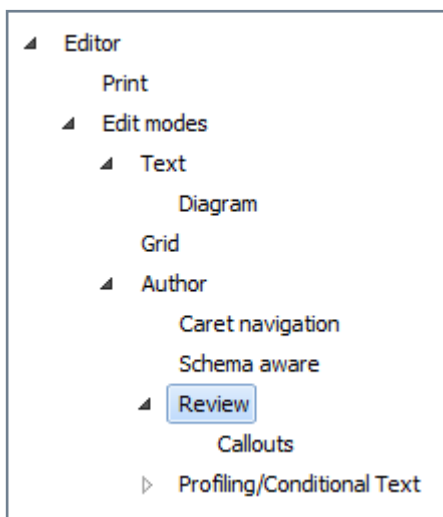 Editor
Print
Edit modes
Text
Diagram
Grid
Author
Caret navigation
Schema aware
Review
Callouts
Profiling/Conditional Text